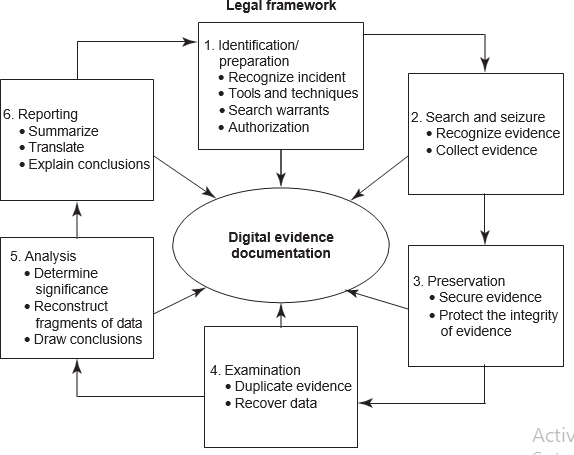 Legal framework
1. Identification/
preparation
• Recognize incident
• Tools and techniques
• Search warrants
• Authorization
2. Search and seizure
• Recognize evidence
• Collect evidence
3. Preservation
• Secure evidence
• Protect the integrity
of evidence
4. Examination
• Duplicate evidence
• Recover data
5. Analysis
• Determine
significance
• Reconstruct
fragments of data
• Draw conclusions
6. Reporting
• Summarize
• Translate
• Explain conclusions
Digital evidence
documentation
Activ